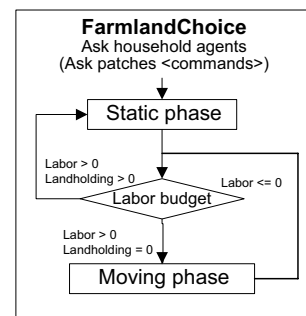 FarmlandChoice
Ask household agents
(Ask patches <commands>)
Static phase
Labor > 0
Landholding > 0
Labor <= 0
Labor budget
Labor > 0
Landholding = 0
Moving phase